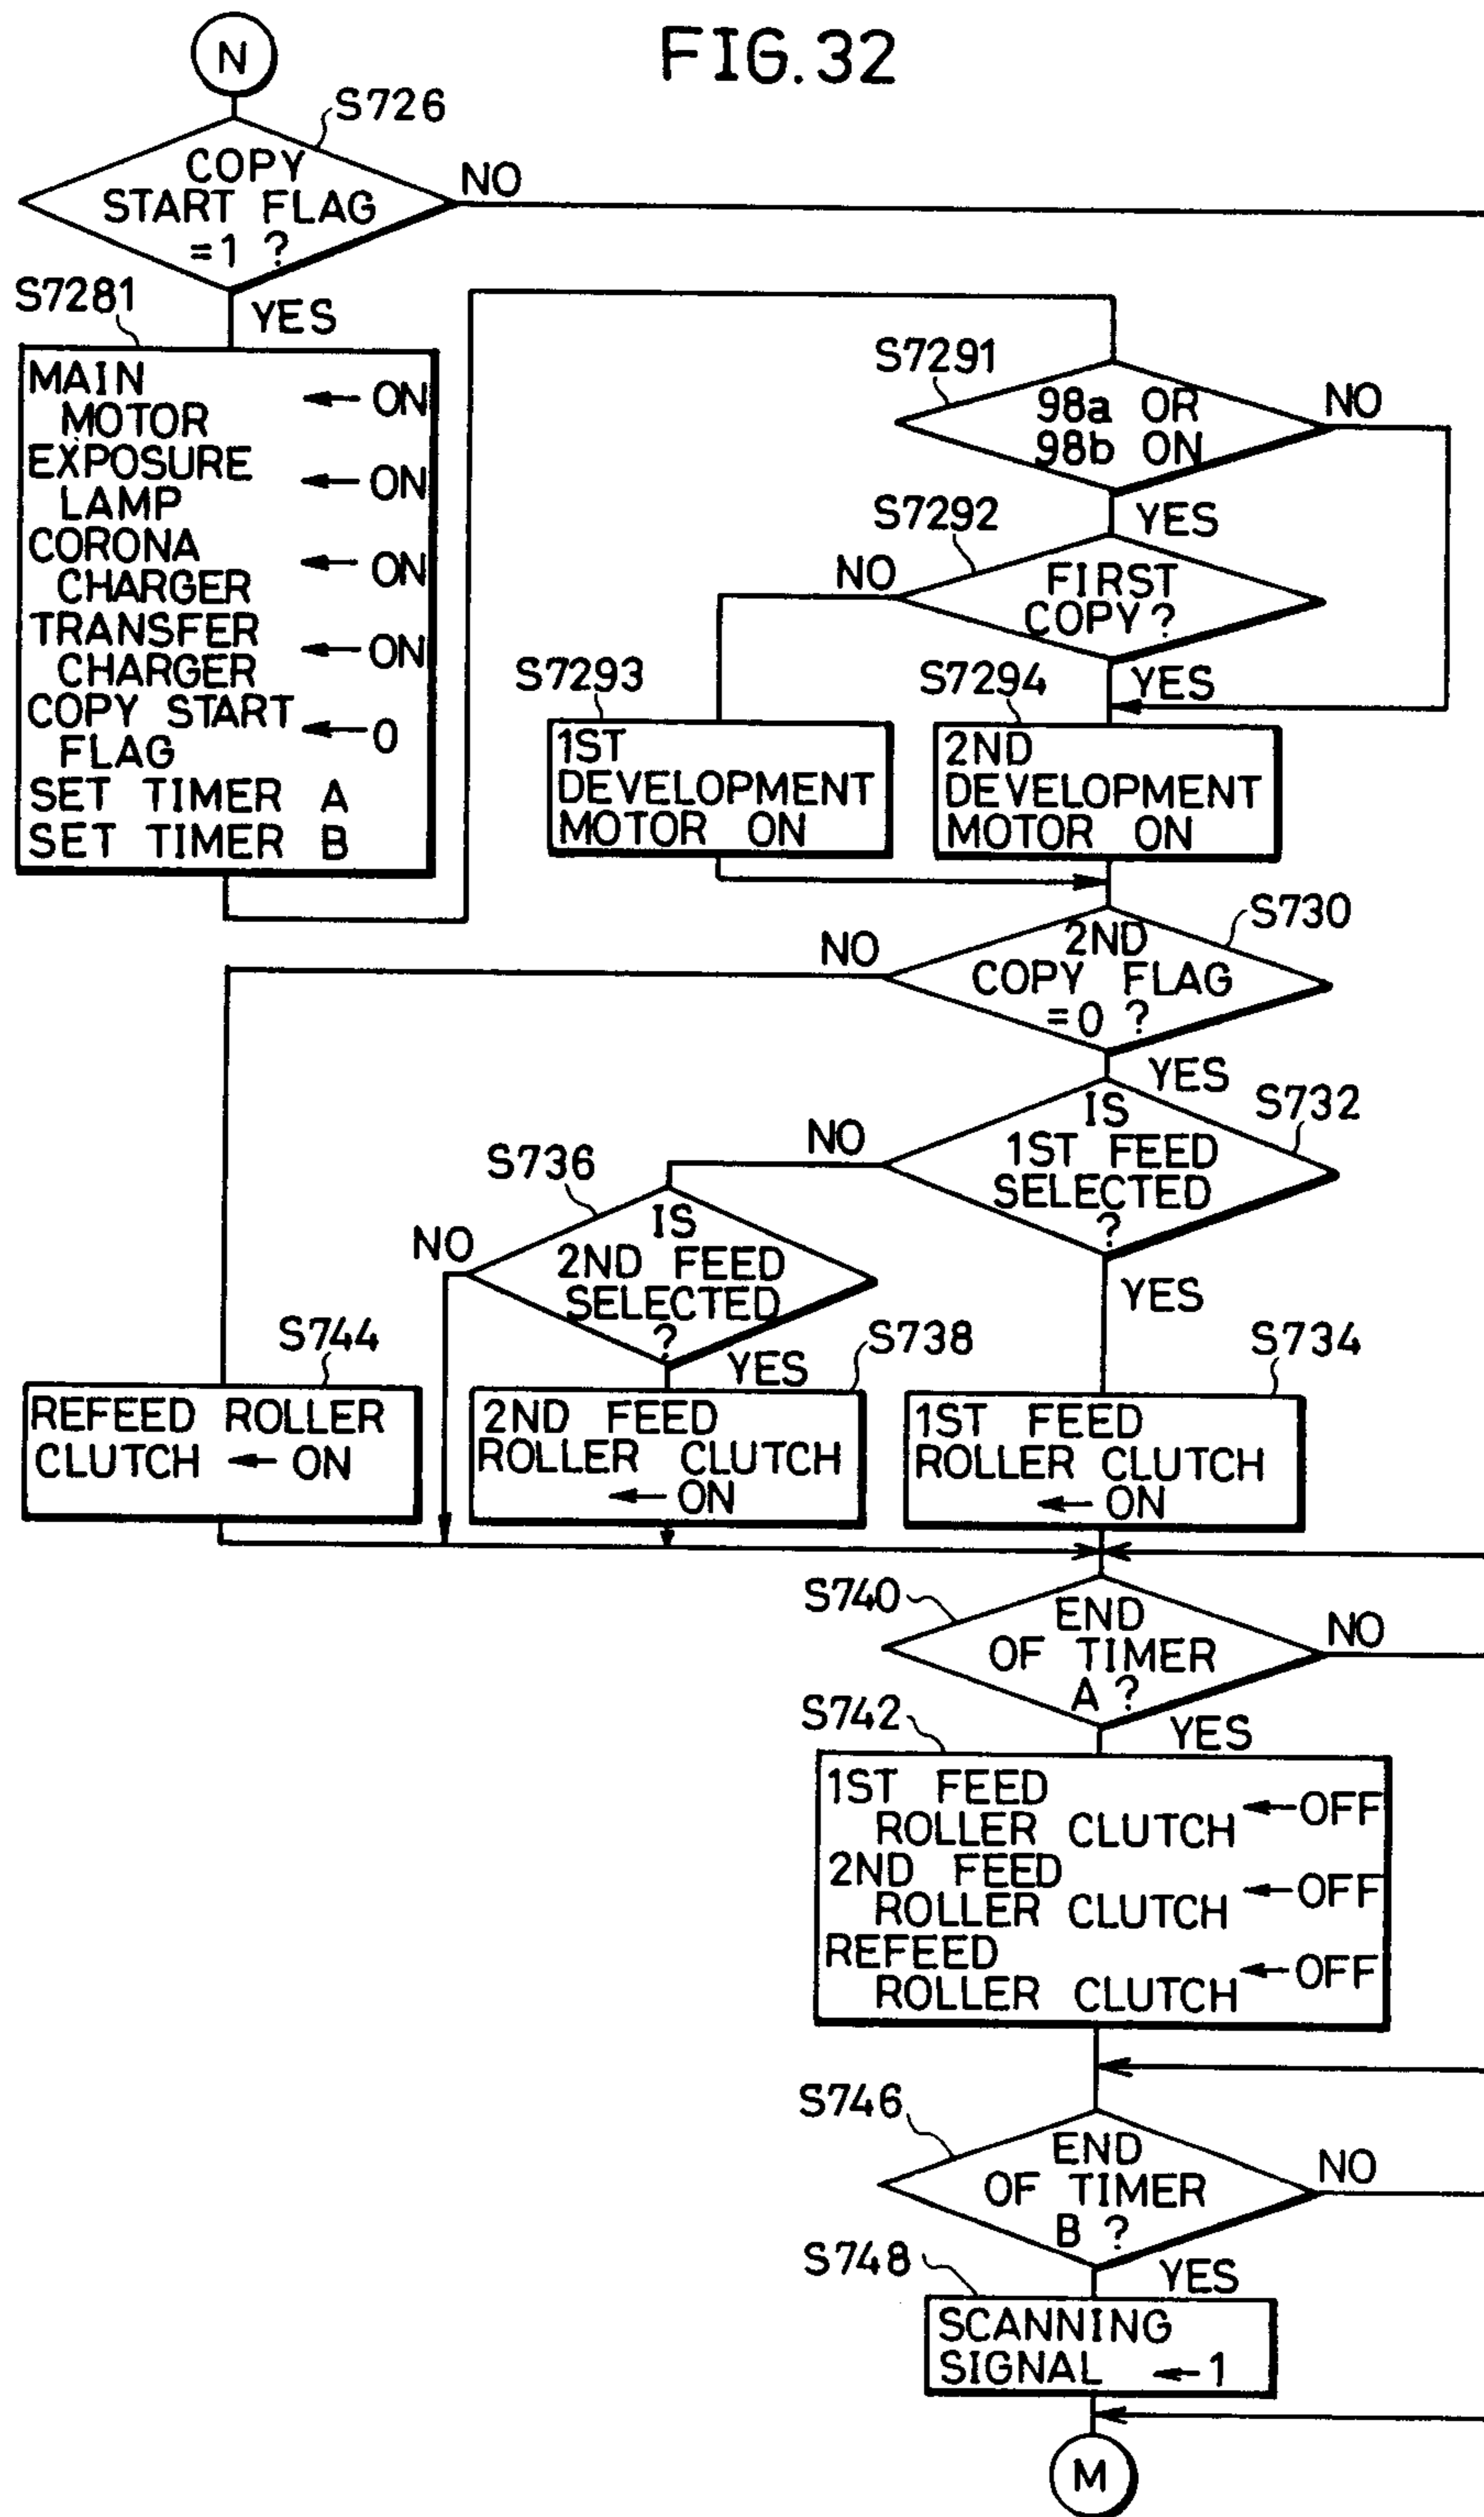 FIG.32
N
S726
COPY
START FLAG
=1 ?
NO
YES
S7281
MAIN
MOTOR ← ON
EXPOSURE
LAMP ← ON
CORONA
CHARGER ← ON
TRANSFER
CHARGER ← ON
COPY START
FLAG ← 0
SET TIMER A
SET TIMER B
S7291
98a OR
98b ON
NO
YES
S7292
FIRST
COPY?
NO
YES
S7293
1ST
DEVELOPMENT
MOTOR ON
S7294
2ND
DEVELOPMENT
MOTOR ON
S730
2ND
COPY FLAG
=0 ?
NO
YES
S732
IS
1ST FEED
SELECTED
?
NO
YES
S736
IS
2ND FEED
SELECTED
?
NO
YES
S744
REFEED ROLLER
CLUTCH ← ON
S738
2ND FEED
ROLLER CLUTCH
← ON
S734
1ST FEED
ROLLER CLUTCH
← ON
S740
END
OF TIMER
A ?
NO
YES
S742
1ST FEED
ROLLER CLUTCH ← OFF
2ND FEED
ROLLER CLUTCH ← OFF
REFEED
ROLLER CLUTCH ← OFF
S746
END
OF TIMER
B ?
NO
YES
S748
SCANNING
SIGNAL ← 1
M